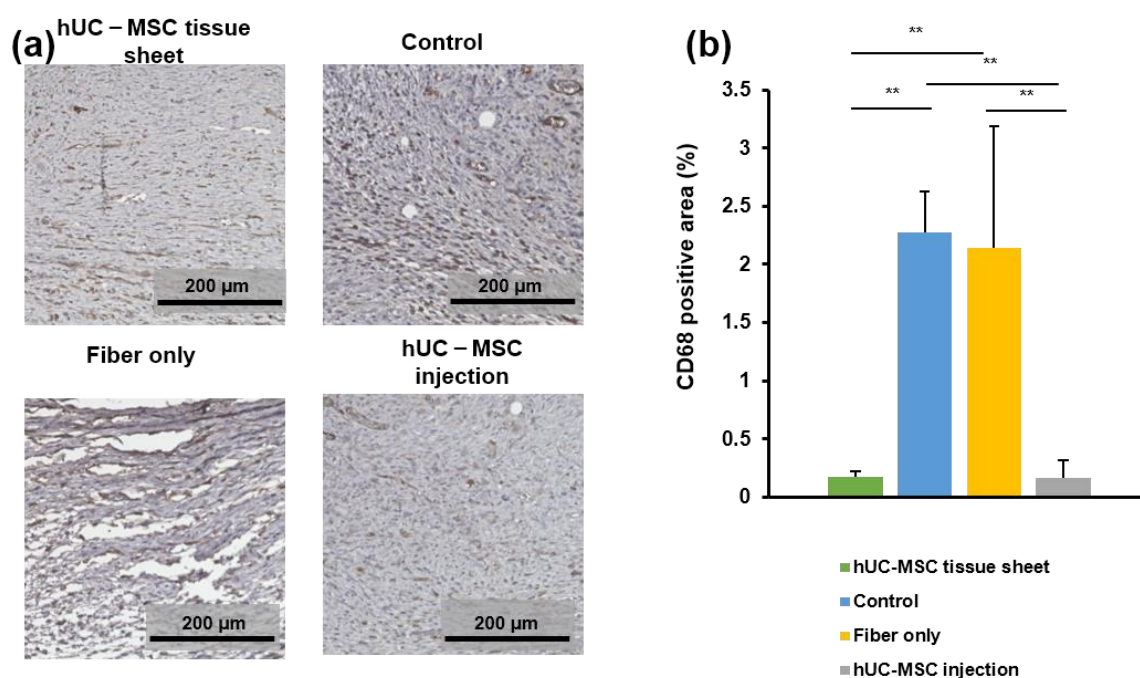 (a)
hUC – MSC tissue
sheet
Control
200 µm
200 µm
Fiber only
hUC – MSC
injection
200 µm
200 µm
(b)
**
**
**
**
3.5
3
2.5
2
1.5
1
0.5
0
CD68 positive area (%)
hUC-MSC tissue sheet
Control
Fiber only
hUC-MSC injection